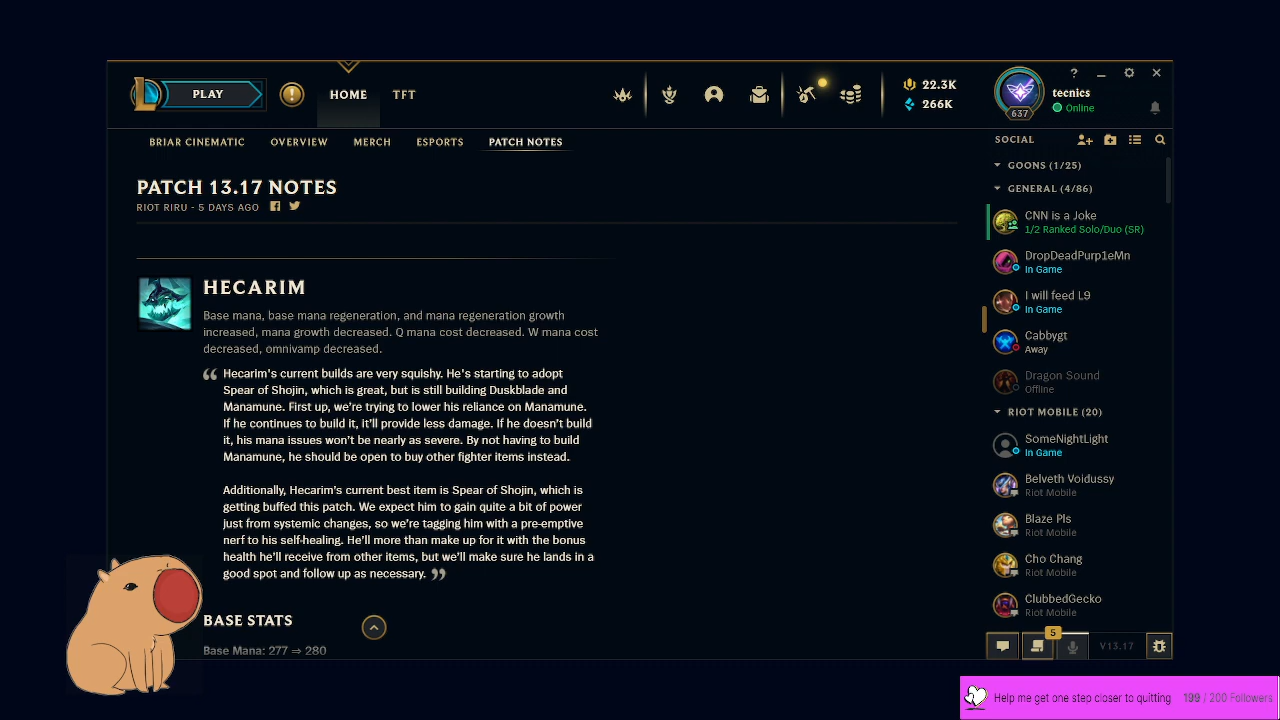 PLAY
HOME
TFT
22.3K
266K
637
tecnics
Online
BRIAR CINEMATIC
OVERVIEW
MERCH
ESPORTS
PATCH NOTES
PATCH 13.17 NOTES
RIOT RIRU - 5 DAYS AGO
HECARIM
Base mana, base mana regeneration, and mana regeneration growth
increased, mana growth decreased. Q mana cost decreased. W mana cost
decreased, omnivamp decreased.
“ Hecarim's current builds are very squishy. He's starting to adopt
Spear of Shojin, which is great, but is still building Duskblade and
Manamune. First up, we're trying to lower his reliance on Manamune.
If he continues to build it, it'll provide less damage. If he doesn't build
it, his mana issues won't be nearly as severe. By not having to build
Manamune, he should be open to buy other fighter items instead.
Additionally, Hecarim's current best item is Spear of Shojin, which is
getting buffed this patch. We expect him to gain quite a bit of power
just from systemic changes, so we're tagging him with a pre-emptive
nerf to his self-healing. He'll more than make up for it with the bonus
health he'll receive from other items, but we'll make sure he lands in a
good spot and follow up as necessary. ”
BASE STATS
Base Mana: 277 ⇒ 280
SOCIAL
GOONS (1/25)
GENERAL (4/86)
CNN is a Joke
1/2 Ranked Solo/Duo (SR)
DropDeadPurp1eMn
In Game
I will feed L9
In Game
Cabbygt
Away
Dragon Sound
Offline
RIOT MOBILE (20)
SomeNightLight
In Game
Belveth Voidussy
Riot Mobile
Blaze Pls
Riot Mobile
Cho Chang
Riot Mobile
ClubbedGecko
Riot Mobile
5
V13.17
Help me get one step closer to quitting
199 / 200 Followers